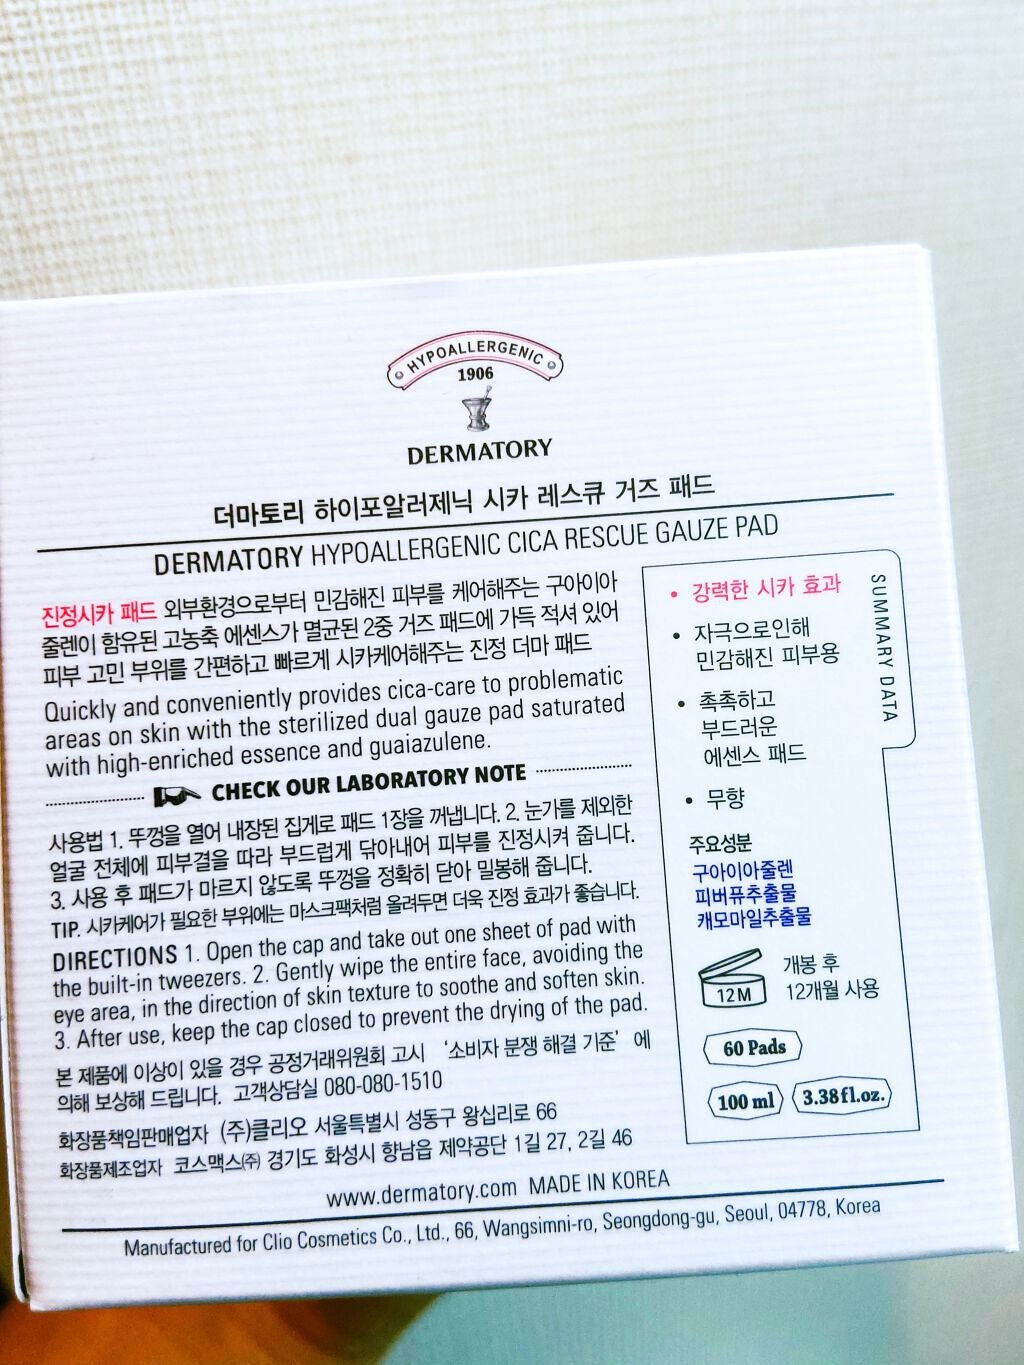 HYPOALLERGENIC
1906
DERMATORY
더마토리 하이포알러제닉 시카 레스큐 거즈 패드
DERMATORY HYPOALLERGENIC CICA RESCUE GAUZE PAD
진정시카 패드 외부환경으로부터 민감해진 피부를 케어해주는 구아이아
줄렌이 함유된 고농축 에센스가 멸균된 2중 거즈 패드에 가득 적셔 있어
피부 고민 부위를 간편하고 빠르게 시카케어해주는 진정 더마 패드
Quickly and conveniently provides cica-care to problematic
areas on skin with the sterilized dual gauze pad saturated
with high-enriched essence and guaiazulene.
CHECK OUR LABORATORY NOTE
사용법 1. 뚜껑을 열어 내장된 집게로 패드 1장을 꺼냅니다. 2. 눈가를 제외한
얼굴 전체에 피부결을 따라 부드럽게 닦아내어 피부를 진정시켜 줍니다.
3. 사용 후 패드가 마르지 않도록 뚜껑을 정확히 닫아 밀봉해 줍니다.
TIP. 시카케어가 필요한 부위에는 마스크팩처럼 올려두면 더욱 진정 효과가 좋습니다.
DIRECTIONS 1. Open the cap and take out one sheet of pad with
the built-in tweezers. 2. Gently wipe the entire face, avoiding the
eye area, in the direction of skin texture to soothe and soften skin.
3. After use, keep the cap closed to prevent the drying of the pad.
본 제품에 이상이 있을 경우 공정거래위원회 고시 ‘소비자 분쟁 해결 기준’ 에
의해 보상해 드립니다. 고객상담실 080-080-1510
화장품책임판매업자 (주)클리오 서울특별시 성동구 왕십리로 66
화장품제조업자 코스맥스㈜ 경기도 화성시 향남읍 제약공단 1길 27, 2길 46
SUMMARY DATA
• 강력한 시카 효과
• 자극으로인해
민감해진 피부용
• 촉촉하고
부드러운
에센스 패드
• 무향
주요성분
구아이아줄렌
피버퓨추출물
캐모마일추출물
12M
개봉 후
12개월 사용
60 Pads
100 ml 3.38fl.oz.
www.dermatory.com MADE IN KOREA
Manufactured for Clio Cosmetics Co., Ltd., 66, Wangsimni-ro, Seongdong-gu, Seoul, 04778, Korea